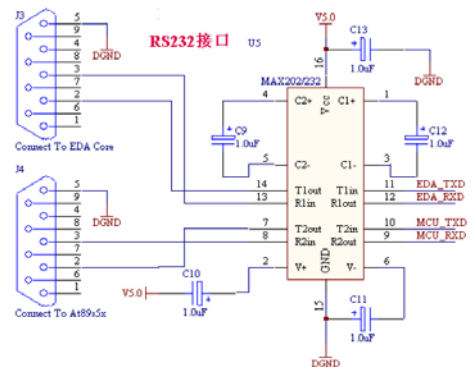 J3
5
9
4
8
3
7
2
6
1
DGND
Connect To EDA Core
RS232接口
U5
V5.0
C13
1.0uF
DGND
16
MAX202/232
4
C2+
C1+
1
Vcc
C9
1.0uF
C12
1.0uF
5
C2-
C1-
3
14
T1out
T1in
11
EDA_TXD
13
R1in
R1out
12
EDA_RXD
7
T2out
T2in
10
MCU_TXD
8
R2in
R2out
9
MCU_RXD
2
V+
GND
V-
6
15
J4
5
9
4
8
3
7
2
6
1
DGND
Connect To At89s5x
C10
V5.0
1.0uF
C11
1.0uF
DGND